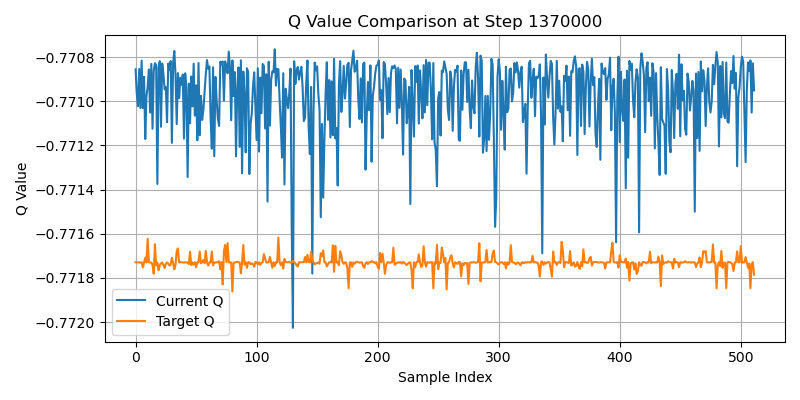 Q Value Comparison at Step 1370000
Q Value
−0.7708
−0.7710
−0.7712
−0.7714
−0.7716
−0.7718
−0.7720
Current Q
Target Q
0
100
200
300
400
500
Sample Index